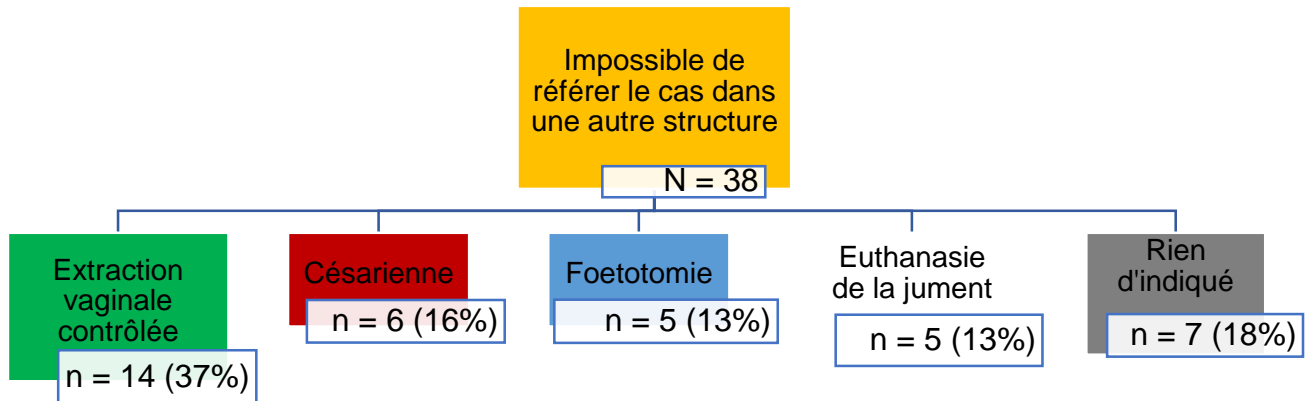 Impossible de
référer le cas dans
une autre structure
N = 38
Extraction
vaginale
contrôlée
n = 14 (37%)
Césarienne
n = 6 (16%)
Foetotomie
n = 5 (13%)
Euthanasie
de la jument
n = 5 (13%)
Rien
d'indiqué
n = 7 (18%)